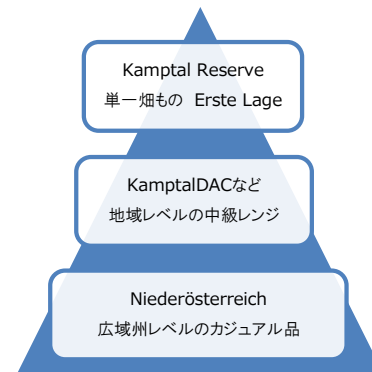 Kamptal Reserve
単一畑もの Erste Lage
KamptalDACなど
地域レベルの中級レンジ
Niederösterreich
広域州レベルのカジュアル品